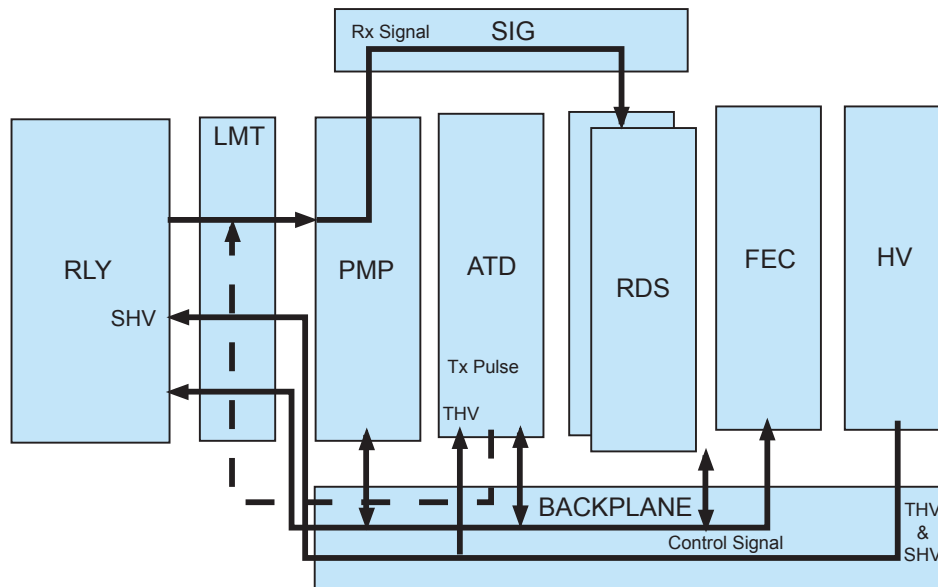 Rx Signal
SIG
LMT
RLY
PMP
ATD
RDS
FEC
HV
SHV
Tx Pulse
THV
BACKPLANE
Control Signal
THV
&
SHV